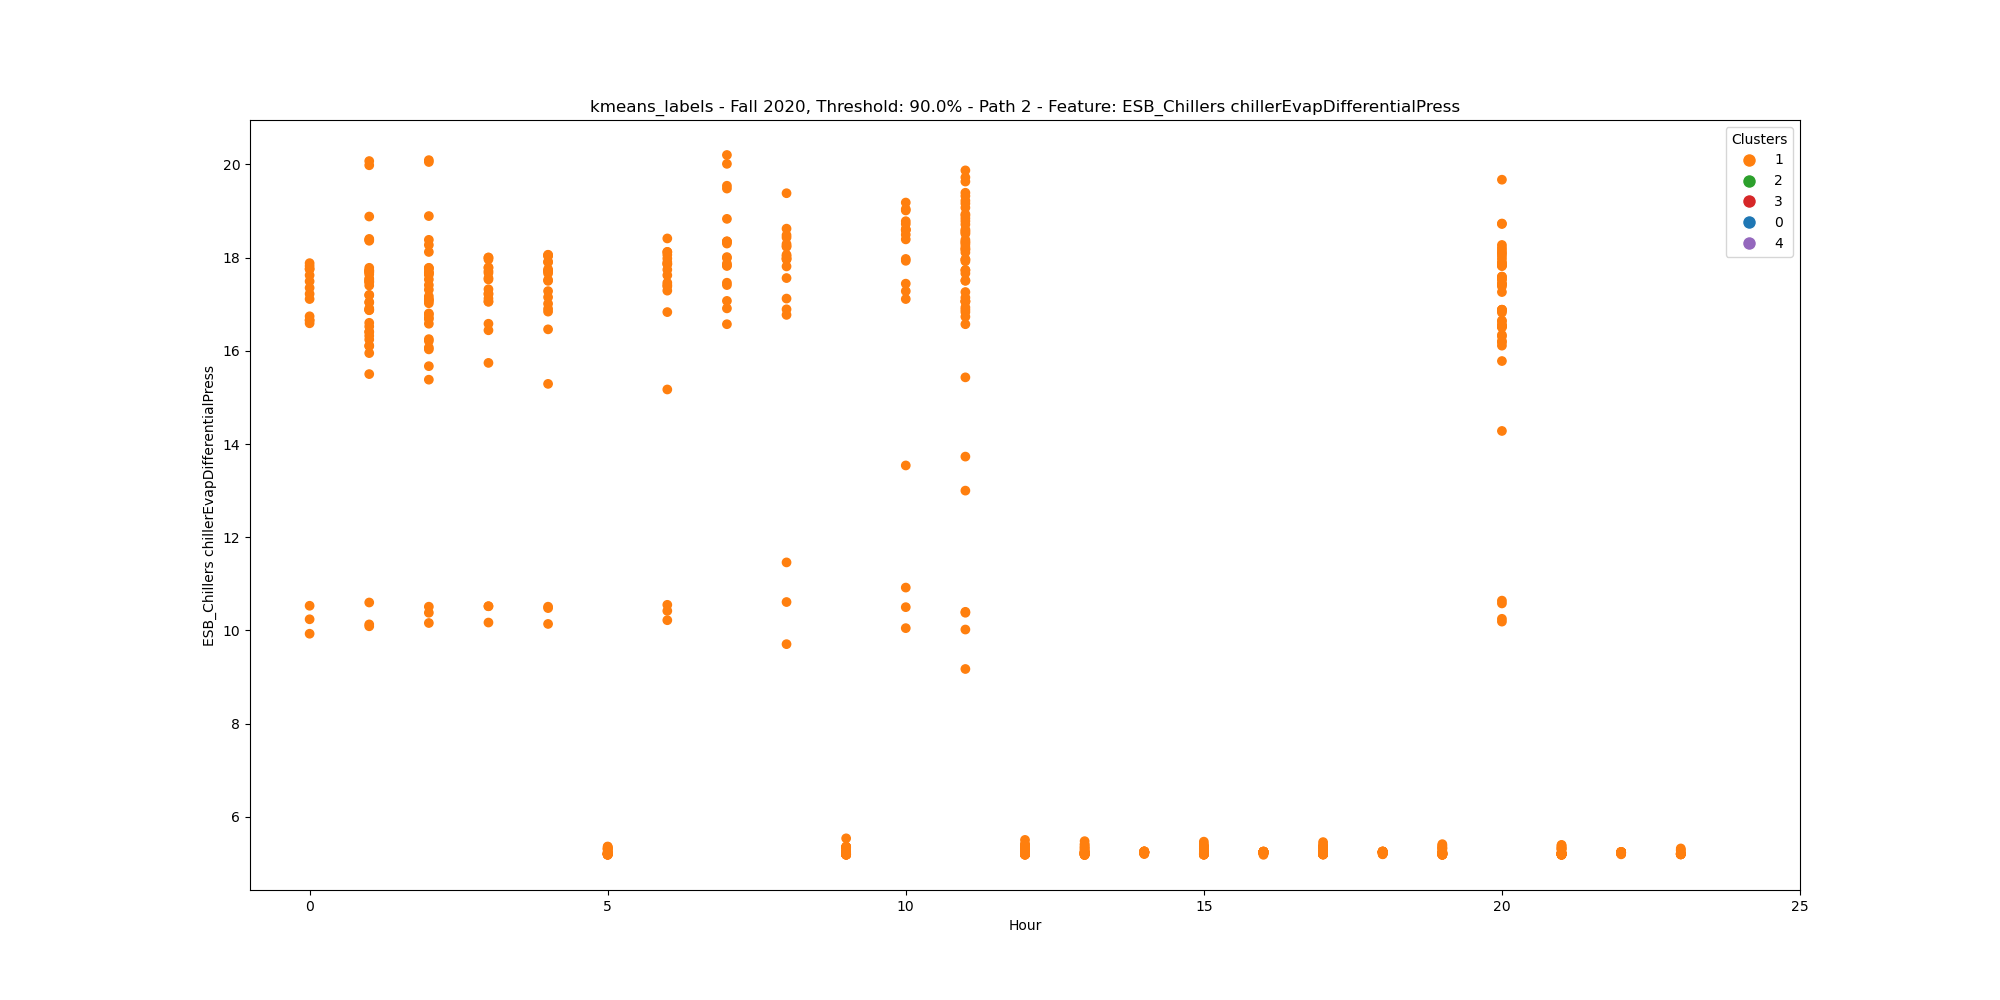 kmeans_labels - Fall 2020, Threshold: 90.0% - Path 2 - Feature: ESB_Chillers chillerEvapDifferentialPress
Clusters
1
2
3
0
4
ESB_Chillers chillerEvapDifferentialPress
20
18
16
14
12
10
8
6
0 5 10 15 20 25
Hour